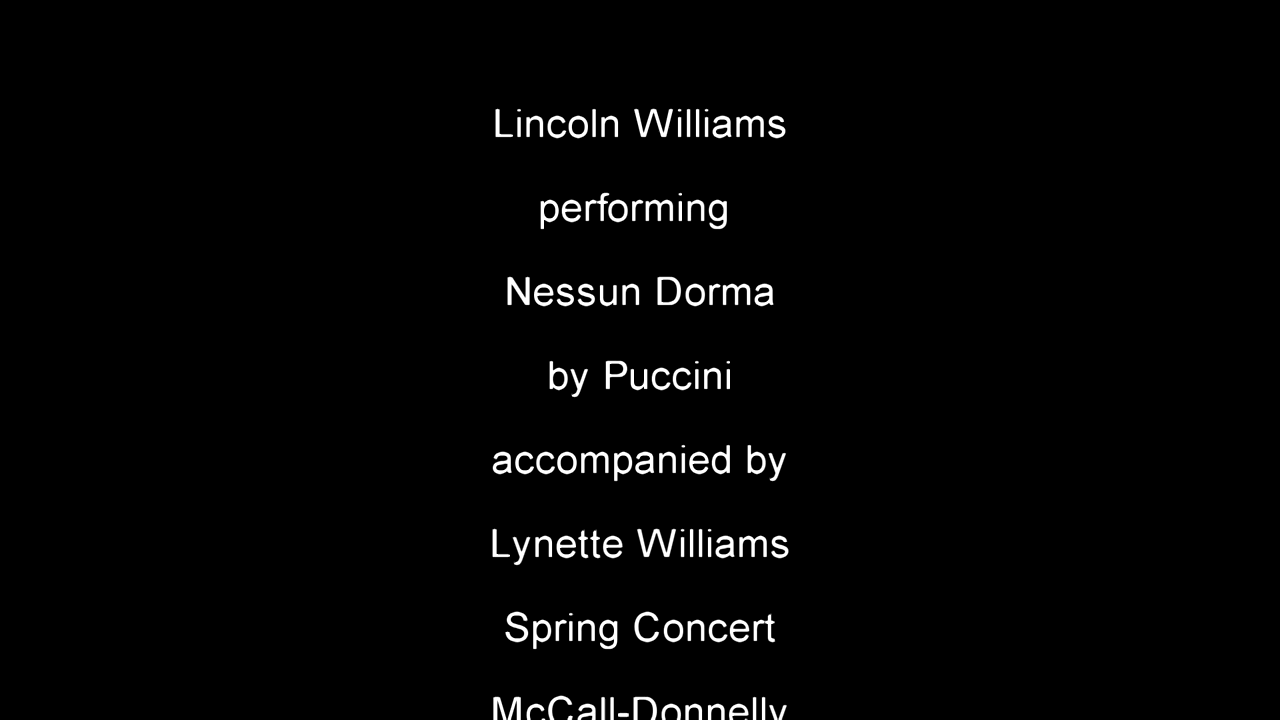 Lincoln Williams
performing
Nessun Dorma
by Puccini
accompanied by
Lynette Williams
Spring Concert
McCall-Donnelly